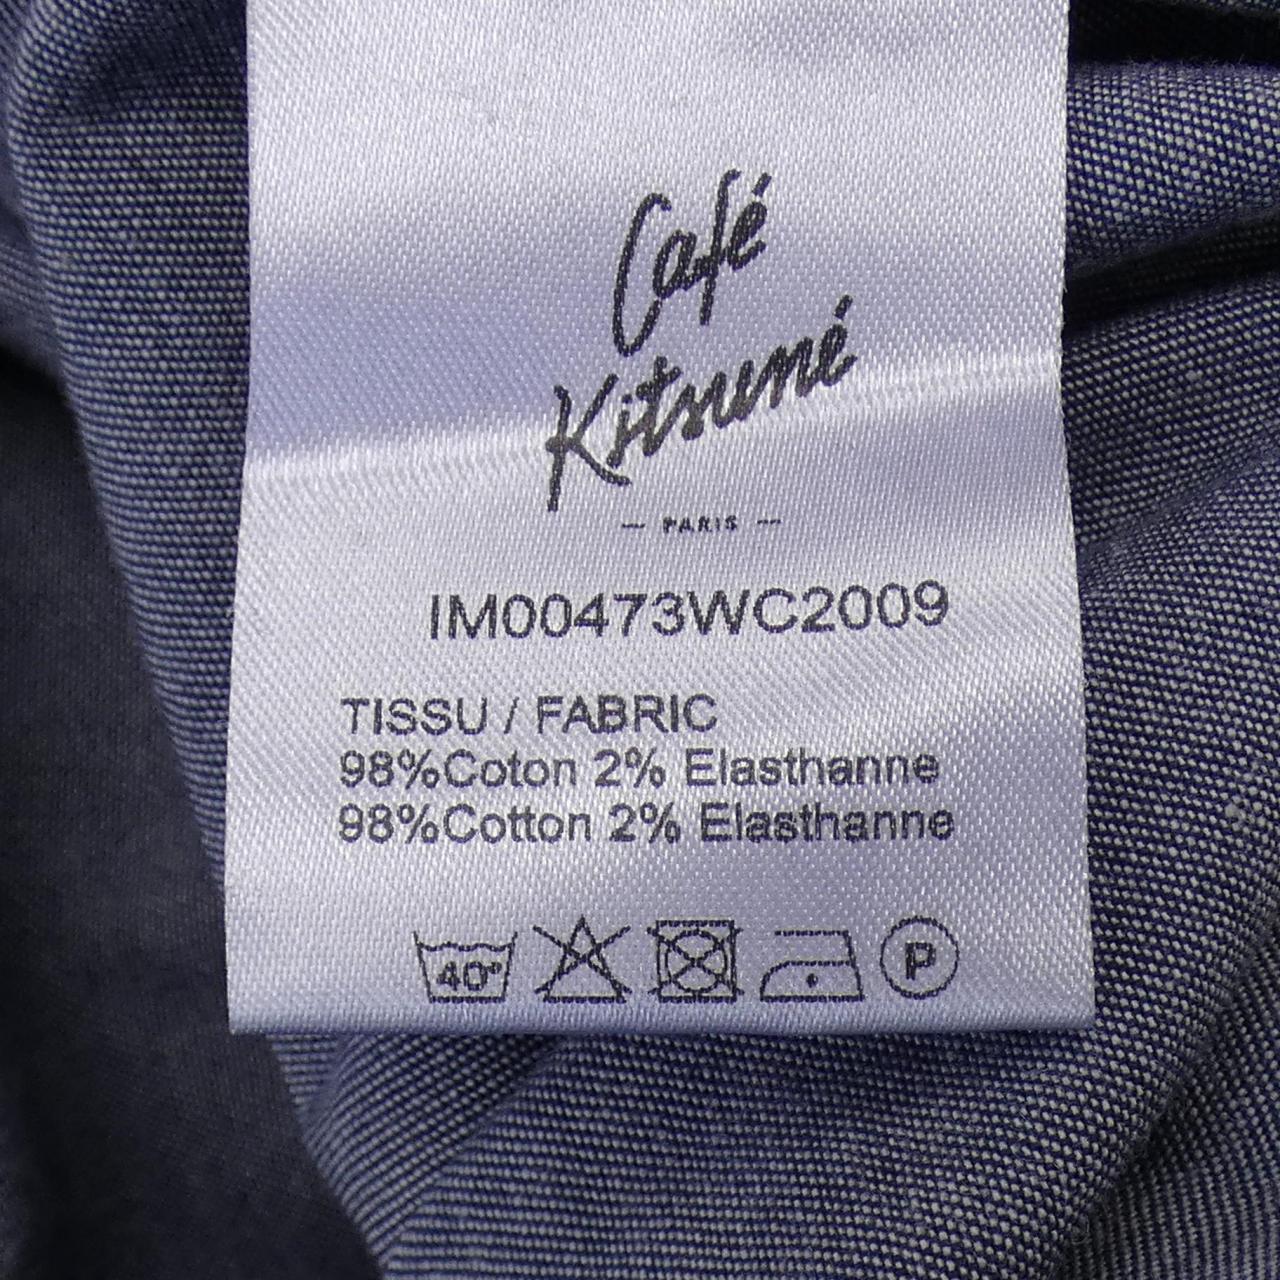 Café
Kitsuné
— PARIS —
IM00473WC2009
TISSU / FABRIC
98%Coton 2% Elasthanne
98%Cotton 2% Elasthanne
40° P